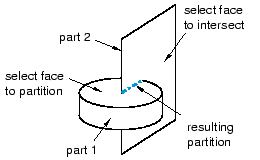 part 2
select face
to intersect
select face
to partition
resulting
partition
part 1